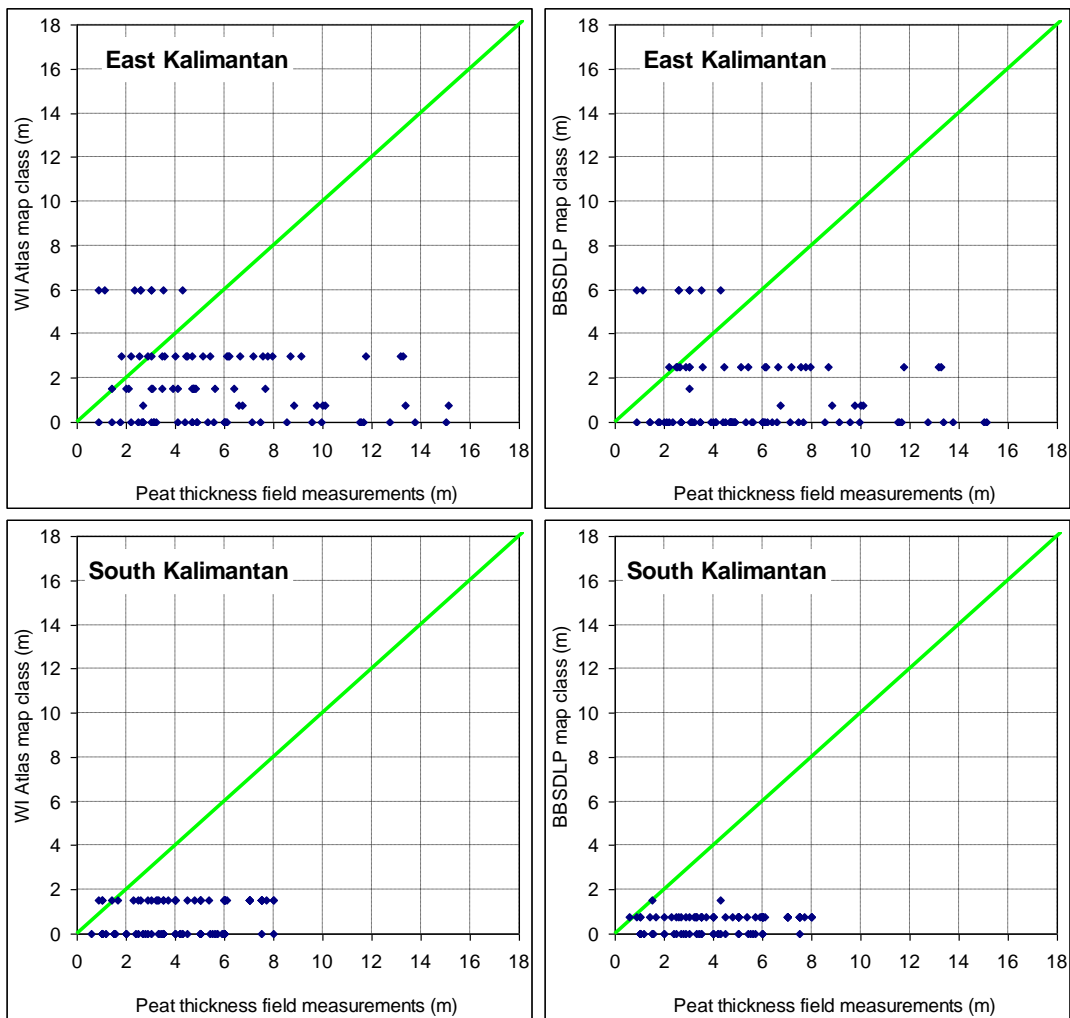 East Kalimantan
WI Atlas map class (m)
18
16
14
12
10
8
6
4
2
0
0 2 4 6 8 10 12 14 16 18
Peat thickness field measurements (m)
East Kalimantan
BBSDLP map class (m)
18
16
14
12
10
8
6
4
2
0
0 2 4 6 8 10 12 14 16 18
Peat thickness field measurements (m)
South Kalimantan
WI Atlas map class (m)
18
16
14
12
10
8
6
4
2
0
0 2 4 6 8 10 12 14 16 18
Peat thickness field measurements (m)
South Kalimantan
BBSDLP map class (m)
18
16
14
12
10
8
6
4
2
0
0 2 4 6 8 10 12 14 16 18
Peat thickness field measurements (m)